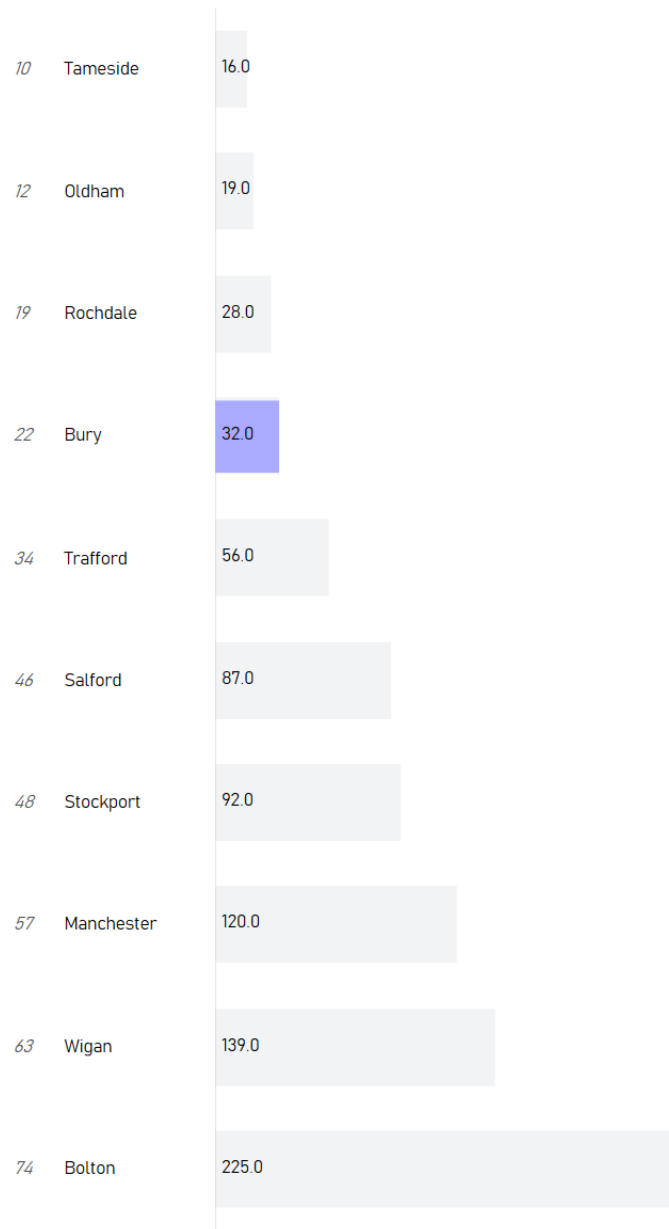 10 Tameside 16.0
12 Oldham 19.0
19 Rochdale 28.0
22 Bury 32.0
34 Trafford 56.0
46 Salford 87.0
48 Stockport 92.0
57 Manchester 120.0
63 Wigan 139.0
74 Bolton 225.0